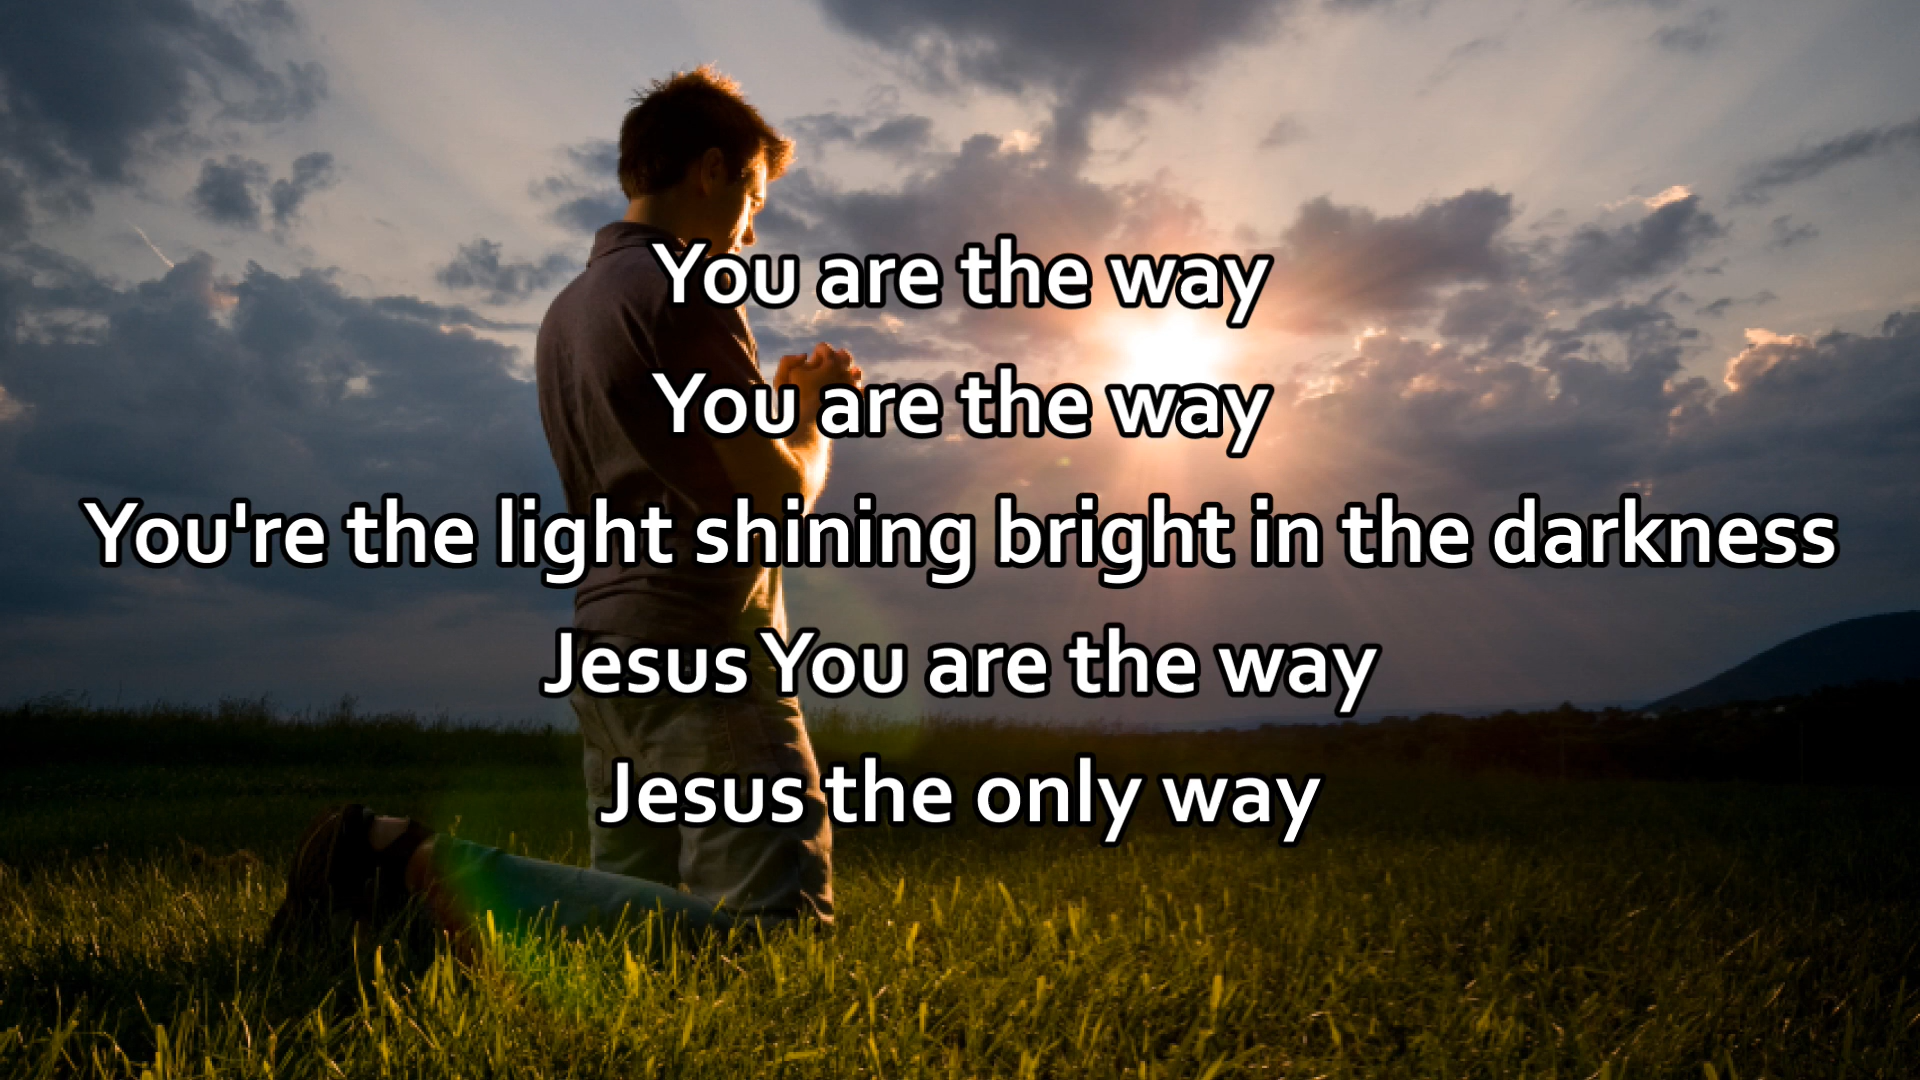 You are the way
You are the way
You're the light shining bright in the darkness
Jesus You are the way
Jesus the only way